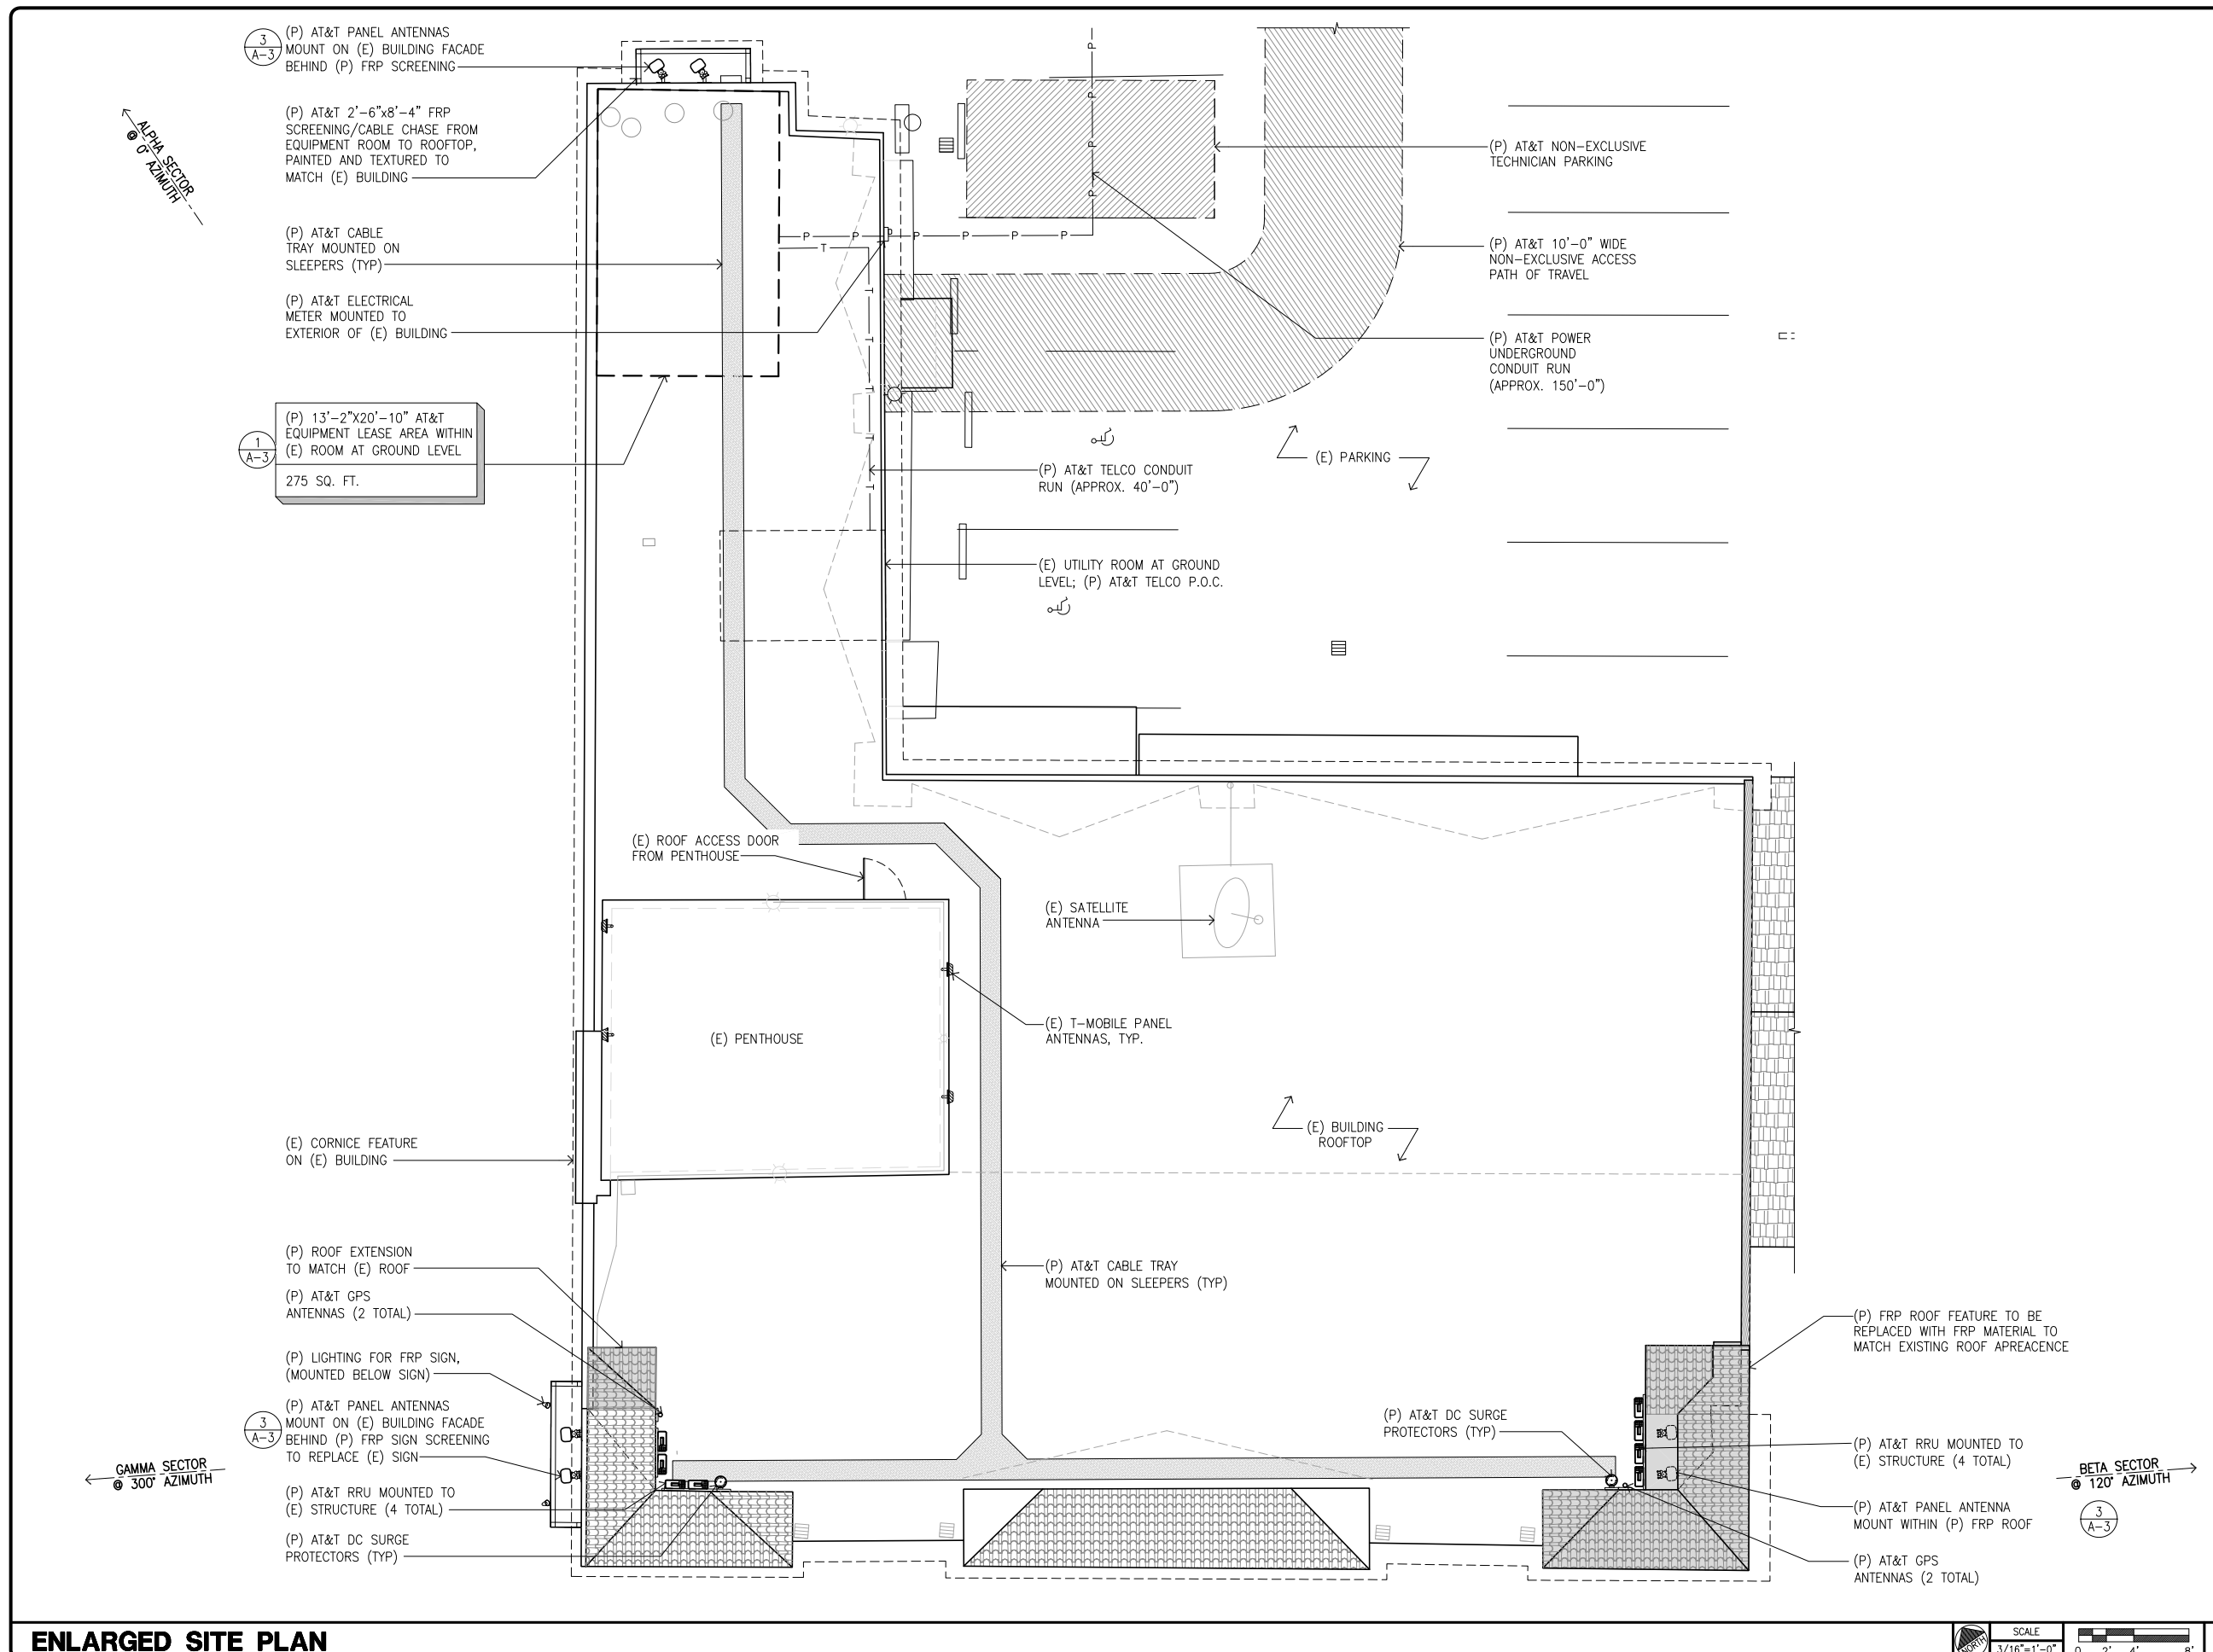 3
A-3
(P) AT&T PANEL ANTENNAS
MOUNT ON (E) BUILDING FACADE
BEHIND (P) FRP SCREENING
ALPHA SECTOR
@ 0° AZIMUTH
(P) AT&T 2'-6"x8'-4" FRP
SCREENING/CABLE CHASE FROM
EQUIPMENT ROOM TO ROOFTOP,
PAINTED AND TEXTURED TO
MATCH (E) BUILDING
(P) AT&T CABLE
TRAY MOUNTED ON
SLEEPERS (TYP)
(P) AT&T ELECTRICAL
METER MOUNTED TO
EXTERIOR OF (E) BUILDING
1
A-3
(P) 13'-2"X20'-10" AT&T
EQUIPMENT LEASE AREA WITHIN
(E) ROOM AT GROUND LEVEL
275 SQ. FT.
P
P
P
P
P P P P P P
T
T
T
T
T
T
(P) AT&T NON-EXCLUSIVE
TECHNICIAN PARKING
(P) AT&T 10'-0" WIDE
NON-EXCLUSIVE ACCESS
PATH OF TRAVEL
(P) AT&T POWER
UNDERGROUND
CONDUIT RUN
(APPROX. 150'-0")
(E) PARKING
(P) AT&T TELCO CONDUIT
RUN (APPROX. 40'-0")
(E) UTILITY ROOM AT GROUND
LEVEL; (P) AT&T TELCO P.O.C.
(E) ROOF ACCESS DOOR
FROM PENTHOUSE
(E) SATELLITE
ANTENNA
(E) PENTHOUSE
(E) T-MOBILE PANEL
ANTENNAS, TYP.
(E) BUILDING
ROOFTOP
(E) CORNICE FEATURE
ON (E) BUILDING
(P) ROOF EXTENSION
TO MATCH (E) ROOF
(P) AT&T GPS
ANTENNAS (2 TOTAL)
(P) LIGHTING FOR FRP SIGN,
(MOUNTED BELOW SIGN)
3
A-3
(P) AT&T PANEL ANTENNAS
MOUNT ON (E) BUILDING FACADE
BEHIND (P) FRP SIGN SCREENING
TO REPLACE (E) SIGN
GAMMA SECTOR
@ 300° AZIMUTH
(P) AT&T RRU MOUNTED TO
(E) STRUCTURE (4 TOTAL)
(P) AT&T DC SURGE
PROTECTORS (TYP)
(P) AT&T CABLE TRAY
MOUNTED ON SLEEPERS (TYP)
(P) AT&T DC SURGE
PROTECTORS (TYP)
(P) FRP ROOF FEATURE TO BE
REPLACED WITH FRP MATERIAL TO
MATCH EXISTING ROOF APREACENCE
(P) AT&T RRU MOUNTED TO
(E) STRUCTURE (4 TOTAL)
BETA SECTOR
@ 120° AZIMUTH
3
A-3
(P) AT&T PANEL ANTENNA
MOUNT WITHIN (P) FRP ROOF
(P) AT&T GPS
ANTENNAS (2 TOTAL)
ENLARGED SITE PLAN
NORTH
SCALE
3/16"=1'-0"
0 2' 4' 8'